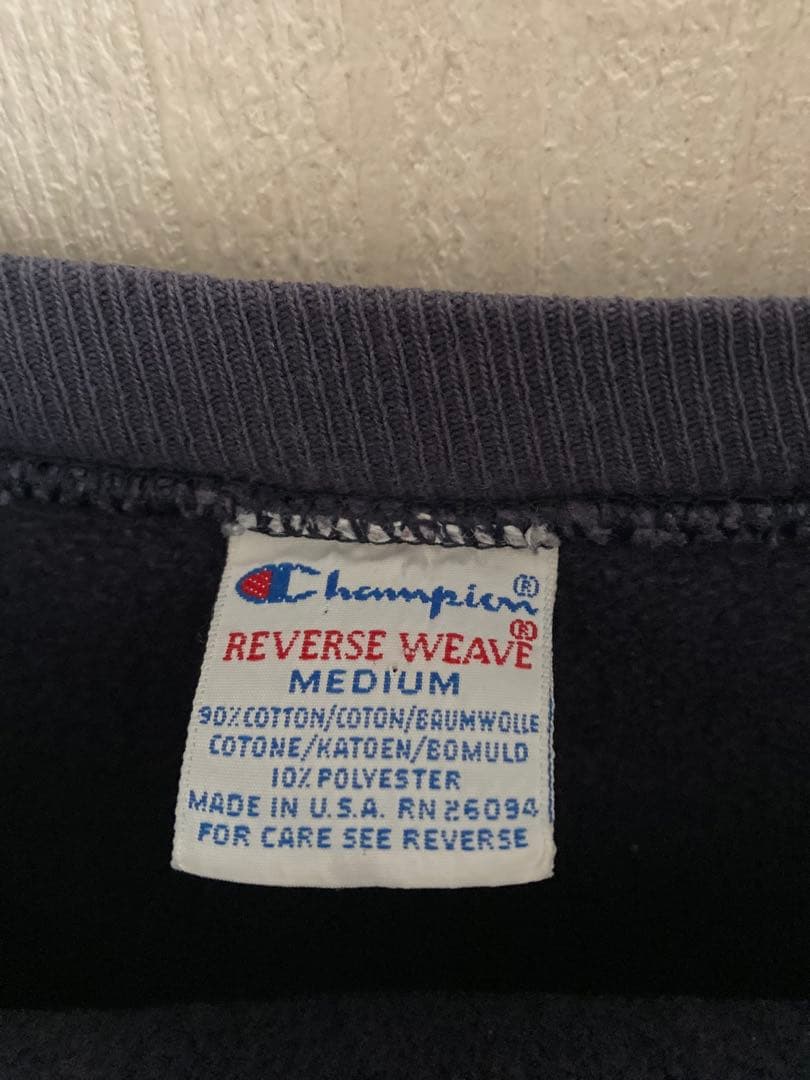 Champion®
REVERSE WEAVE®
MEDIUM
90% COTTON/COTON/BAUMWOLLE
COTONE/KATOEN/BOMULD
10% POLYESTER
MADE IN U.S.A. RN 26094
FOR CARE SEE REVERSE